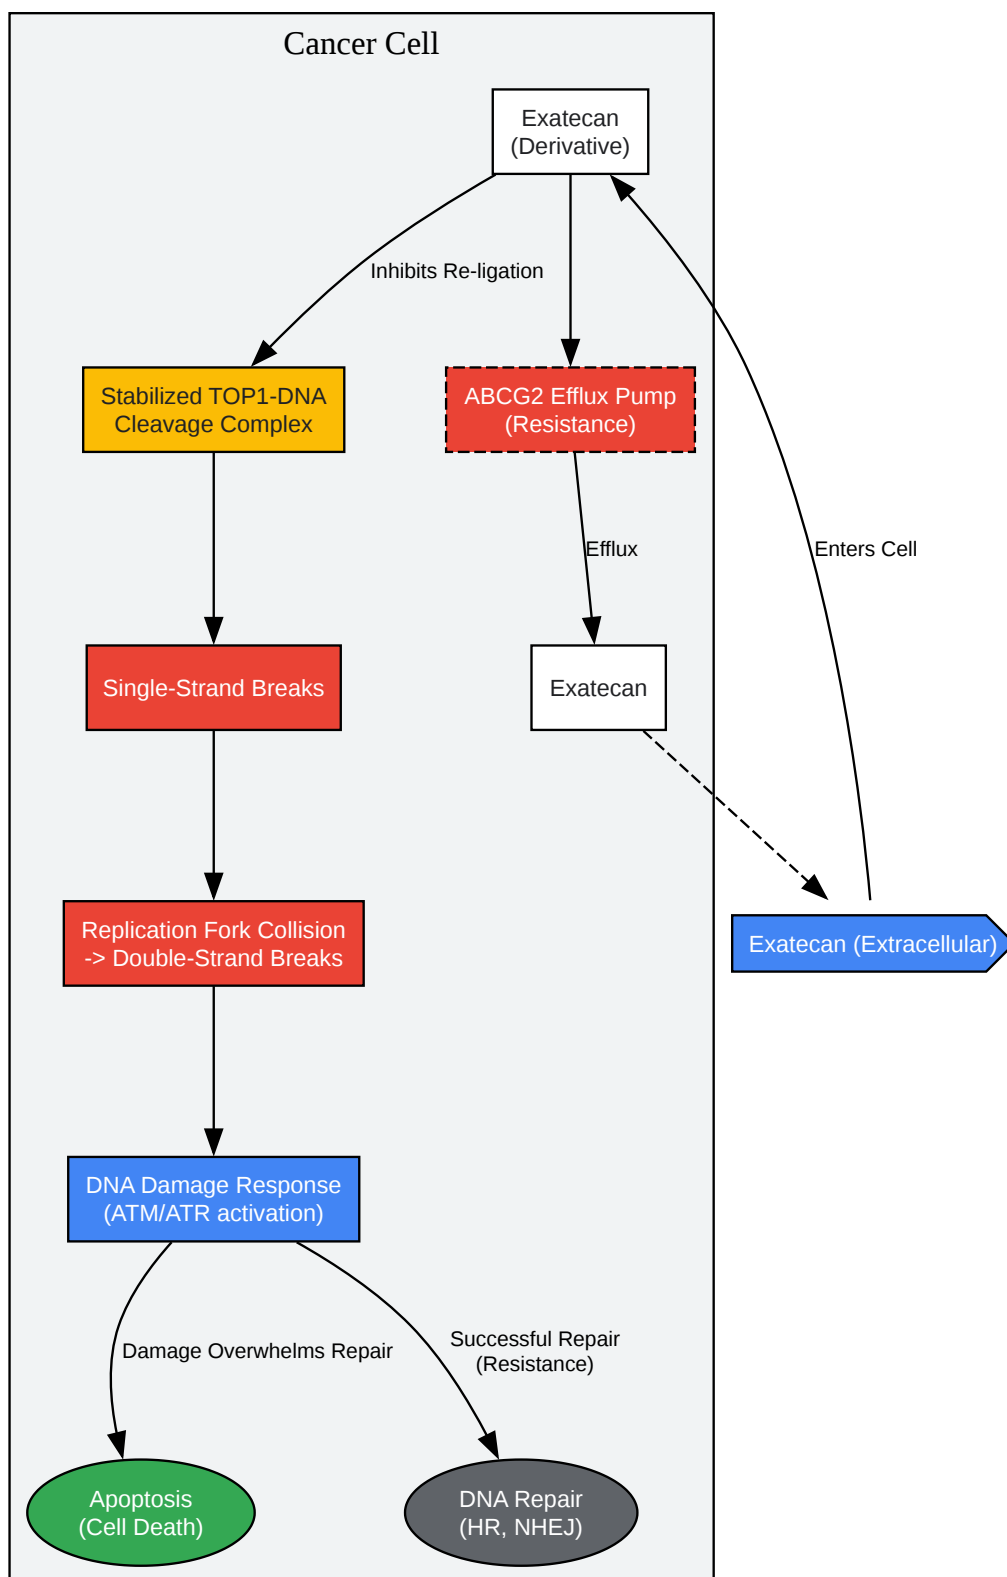 Cancer Cell
Exatecan
(Derivative)
Inhibits Re-ligation
Stabilized TOP1-DNA
Cleavage Complex
ABCG2 Efflux Pump
(Resistance)
Efflux
Enters Cell
Single-Strand Breaks
Exatecan
Replication Fork Collision
-> Double-Strand Breaks
Exatecan (Extracellular)
DNA Damage Response
(ATM/ATR activation)
Damage Overwhelms Repair
Successful Repair
(Resistance)
Apoptosis
(Cell Death)
DNA Repair
(HR, NHEJ)